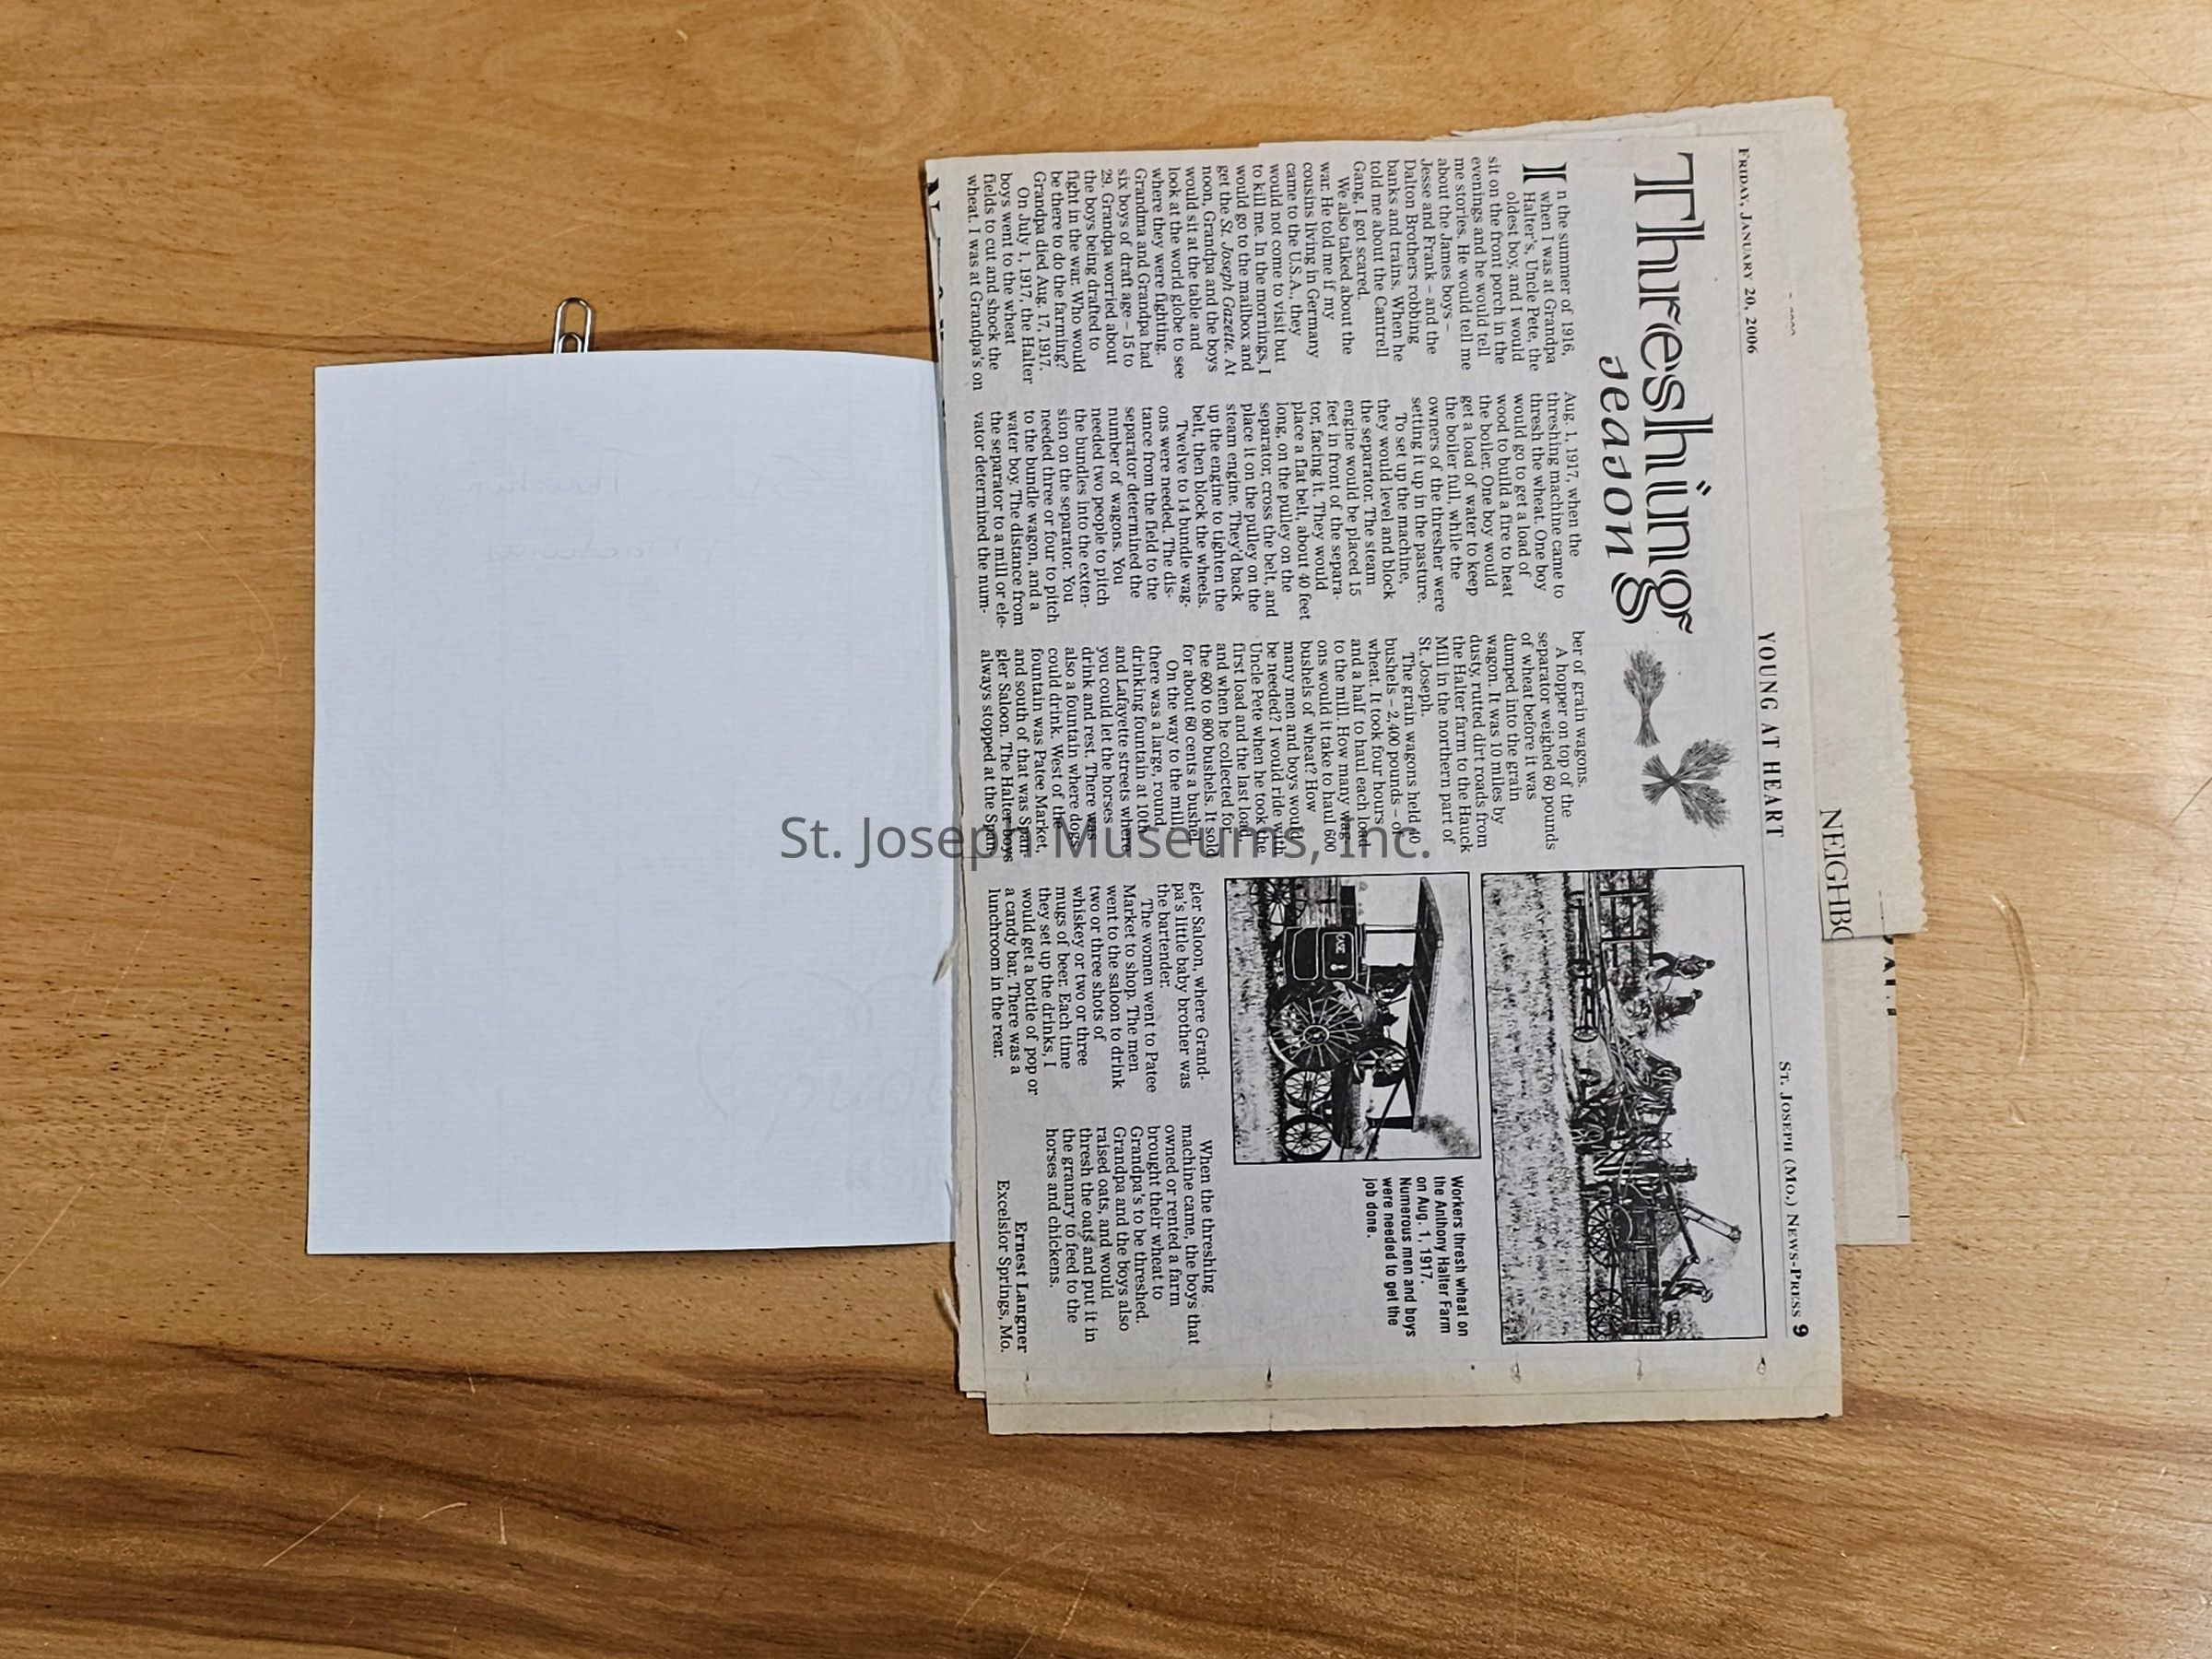 FRIDAY, JANUARY 20, 2006
YOUNG AT HEART
ST. JOSEPH (MO.) NEWS-PRESS 9
Threshing
season
In the summer of 1916,
when I was at Grandpa
Halter's, Uncle Pete, the
oldest boy, and I would
sit on the front porch in the
evenings and he would tell
me stories. He would tell me
about the James boys –
Jesse and Frank – and the
Dalton Brothers robbing
banks and trains. When he
told me about the Cantrell
Gang, I got scared.
We also talked about the
war. He told me if my
cousins living in Germany
came to the U.S.A., they
would not come to visit but
to kill me. In the mornings, I
would go to the mailbox and
get the St. Joseph Gazette. At
noon, Grandpa and the boys
would sit at the table and
look at the world globe to see
where they were fighting.
Grandma and Grandpa had
six boys of draft age – 15 to
29. Grandpa worried about
the boys being drafted to
fight in the war. Who would
be there to do the farming?
Grandpa died Aug. 17, 1917.
On July 1, 1917, the Halter
boys went to the wheat
fields to cut and shock the
wheat. I was at Grandpa's on
Aug. 1, 1917, when the
threshing machine came to
thresh the wheat. One boy
would go to get a load of
wood to build a fire to heat
the boiler. One boy would
get a load of water to keep
the boiler full, while the
owners of the thresher were
setting it up in the pasture.
To set up the machine,
they would level and block
the separator. The steam
engine would be placed 15
feet in front of the separa-
tor, facing it. They would
place a flat belt, about 40 feet
long, on the pulley on the
separator, cross the belt, and
place it on the pulley on the
steam engine. They'd back
up the engine to tighten the
belt, then block the wheels.
Twelve to 14 bundle wag-
ons were needed. The dis-
tance from the field to the
separator determined the
number of wagons. You
needed two people to pitch
the bundles into the exten-
sion on the separator. You
needed three or four to pitch
to the bundle wagon, and a
water boy. The distance from
the separator to a mill or ele-
vator determined the num-
ber of grain wagons.
A hopper on top of the
separator weighed 60 pounds
of wheat before it was
dumped into the grain
wagon. It was 10 miles by
dusty, rutted dirt roads from
the Halter farm to the Hauck
Mill in the northern part of
St. Joseph.
The grain wagons held 40
bushels – 2,400 pounds – of
wheat. It took four hours
and a half to haul each load
to the mill. How many wag-
ons would it take to haul 600
bushels of wheat? How
many men and boys would
be needed? I would ride with
Uncle Pete when he took the
first load and the last load,
and when he collected for
the 600 to 800 bushels. It sold
for about 60 cents a bushel.
On the way to the mill,
there was a large, round,
drinking fountain at 10th
and Lafayette streets where
you could let the horses
drink and rest. There was
also a fountain where dogs
could drink. West of the
fountain was Patee Market,
and south of that was Span-
gler Saloon. The Halter boys
always stopped at the Span-
gler Saloon, where Grand-
pa's little baby brother was
the bartender.
The women went to Patee
Market to shop. The men
went to the saloon to drink
two or three shots of
whiskey or two or three
mugs of beer. Each time
they set up the drinks, I
would get a bottle of pop or
a candy bar. There was a
lunchroom in the rear.
When the threshing
machine came, the boys that
owned or rented a farm
brought their wheat to
Grandpa's to be threshed.
Grandpa and the boys also
raised oats, and would
thresh the oats and put it in
the granary to feed to the
horses and chickens.
Ernest Langner
Excelsior Springs, Mo.
Workers thresh wheat on
the Anthony Halter Farm
on Aug. 1, 1917.
Numerous men and boys
were needed to get the
job done.
CASE
NEIGHBO
St. Joseph Museums, Inc.